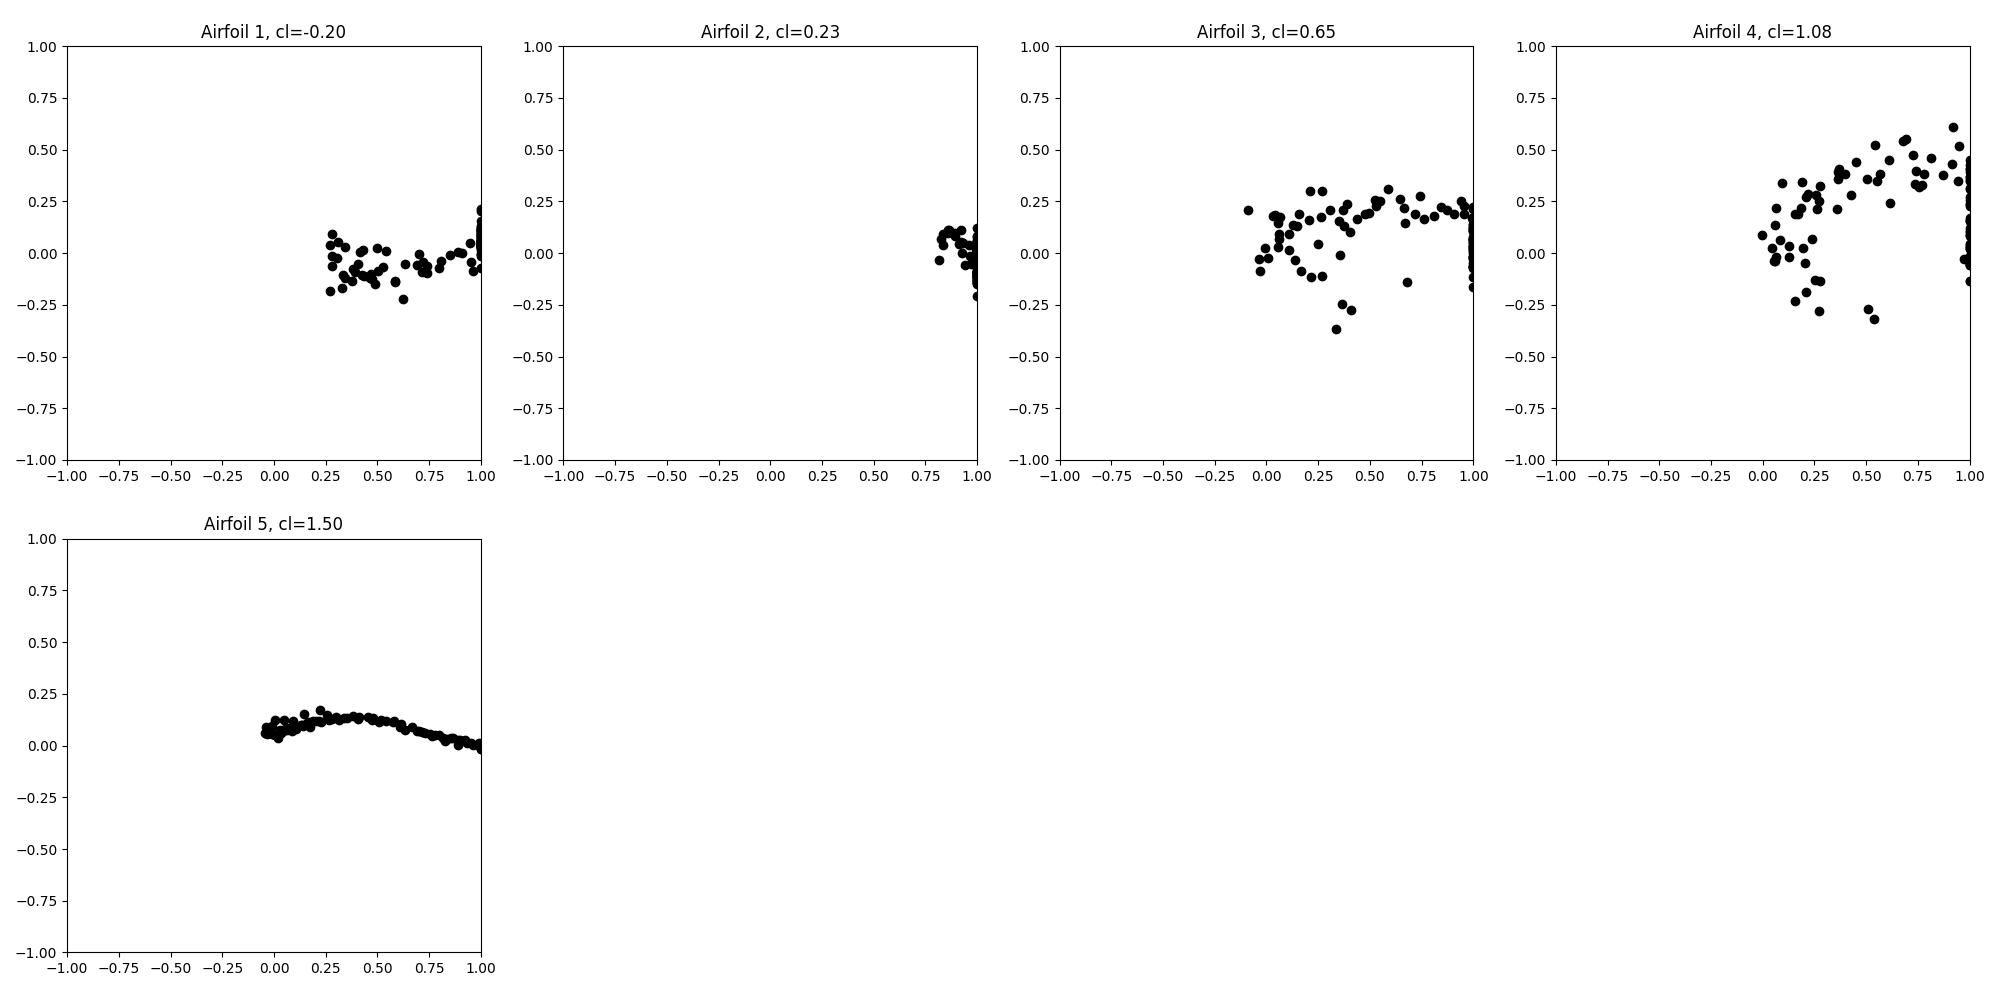 Airfoil 1, cl=-0.20
Airfoil 2, cl=0.23
Airfoil 3, cl=0.65
Airfoil 4, cl=1.08
1.00 1.00 1.00 1.00
0.75 0.75 0.75 0.75
0.50 0.50 0.50 0.50
0.25 0.25 0.25 0.25
0.00 0.00 0.00 0.00
−0.25 −0.25 −0.25 −0.25
−0.50 −0.50 −0.50 −0.50
−0.75 −0.75 −0.75 −0.75
−1.00 −1.00 −1.00 −1.00
−1.00 −0.75 −0.50 −0.25 0.00 0.25 0.50 0.75 1.00
−1.00 −0.75 −0.50 −0.25 0.00 0.25 0.50 0.75 1.00
−1.00 −0.75 −0.50 −0.25 0.00 0.25 0.50 0.75 1.00
−1.00 −0.75 −0.50 −0.25 0.00 0.25 0.50 0.75 1.00
Airfoil 5, cl=1.50
1.00
0.75
0.50
0.25
0.00
−0.25
−0.50
−0.75
−1.00
−1.00 −0.75 −0.50 −0.25 0.00 0.25 0.50 0.75 1.00